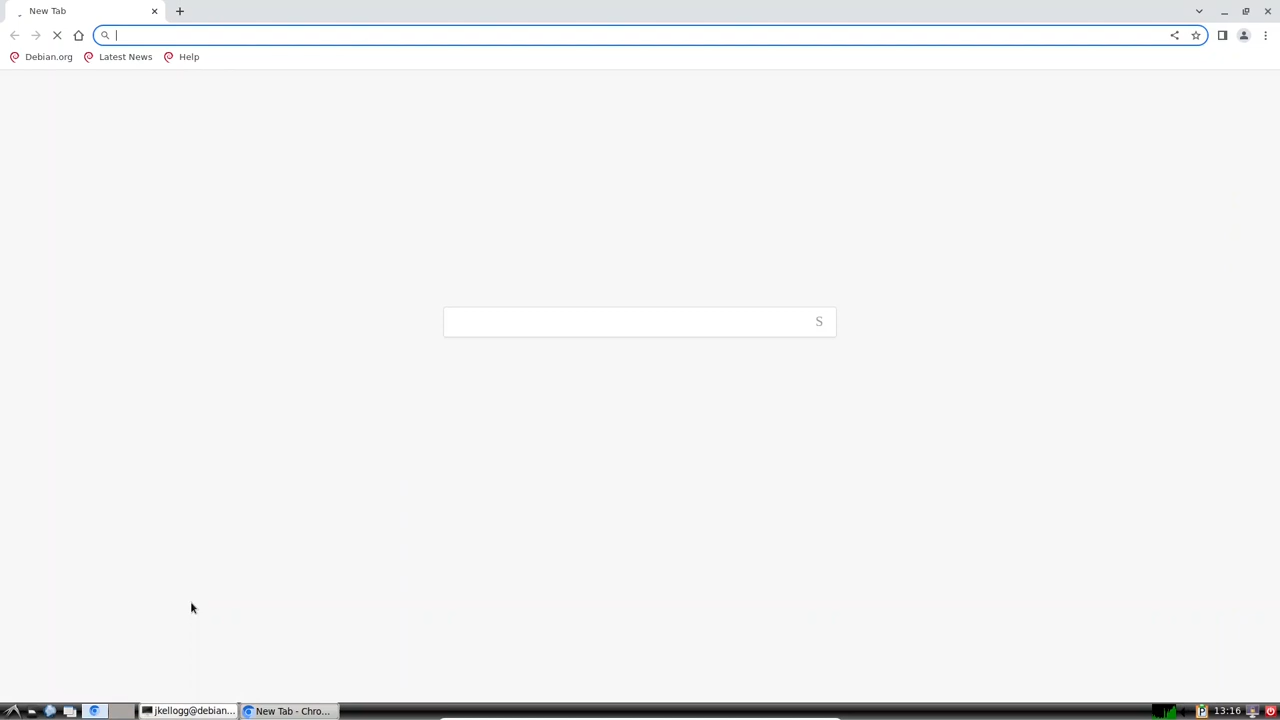 New Tab
Debian.org Latest News Help
S
jkellogg@debian... New Tab - Chro... 13:16